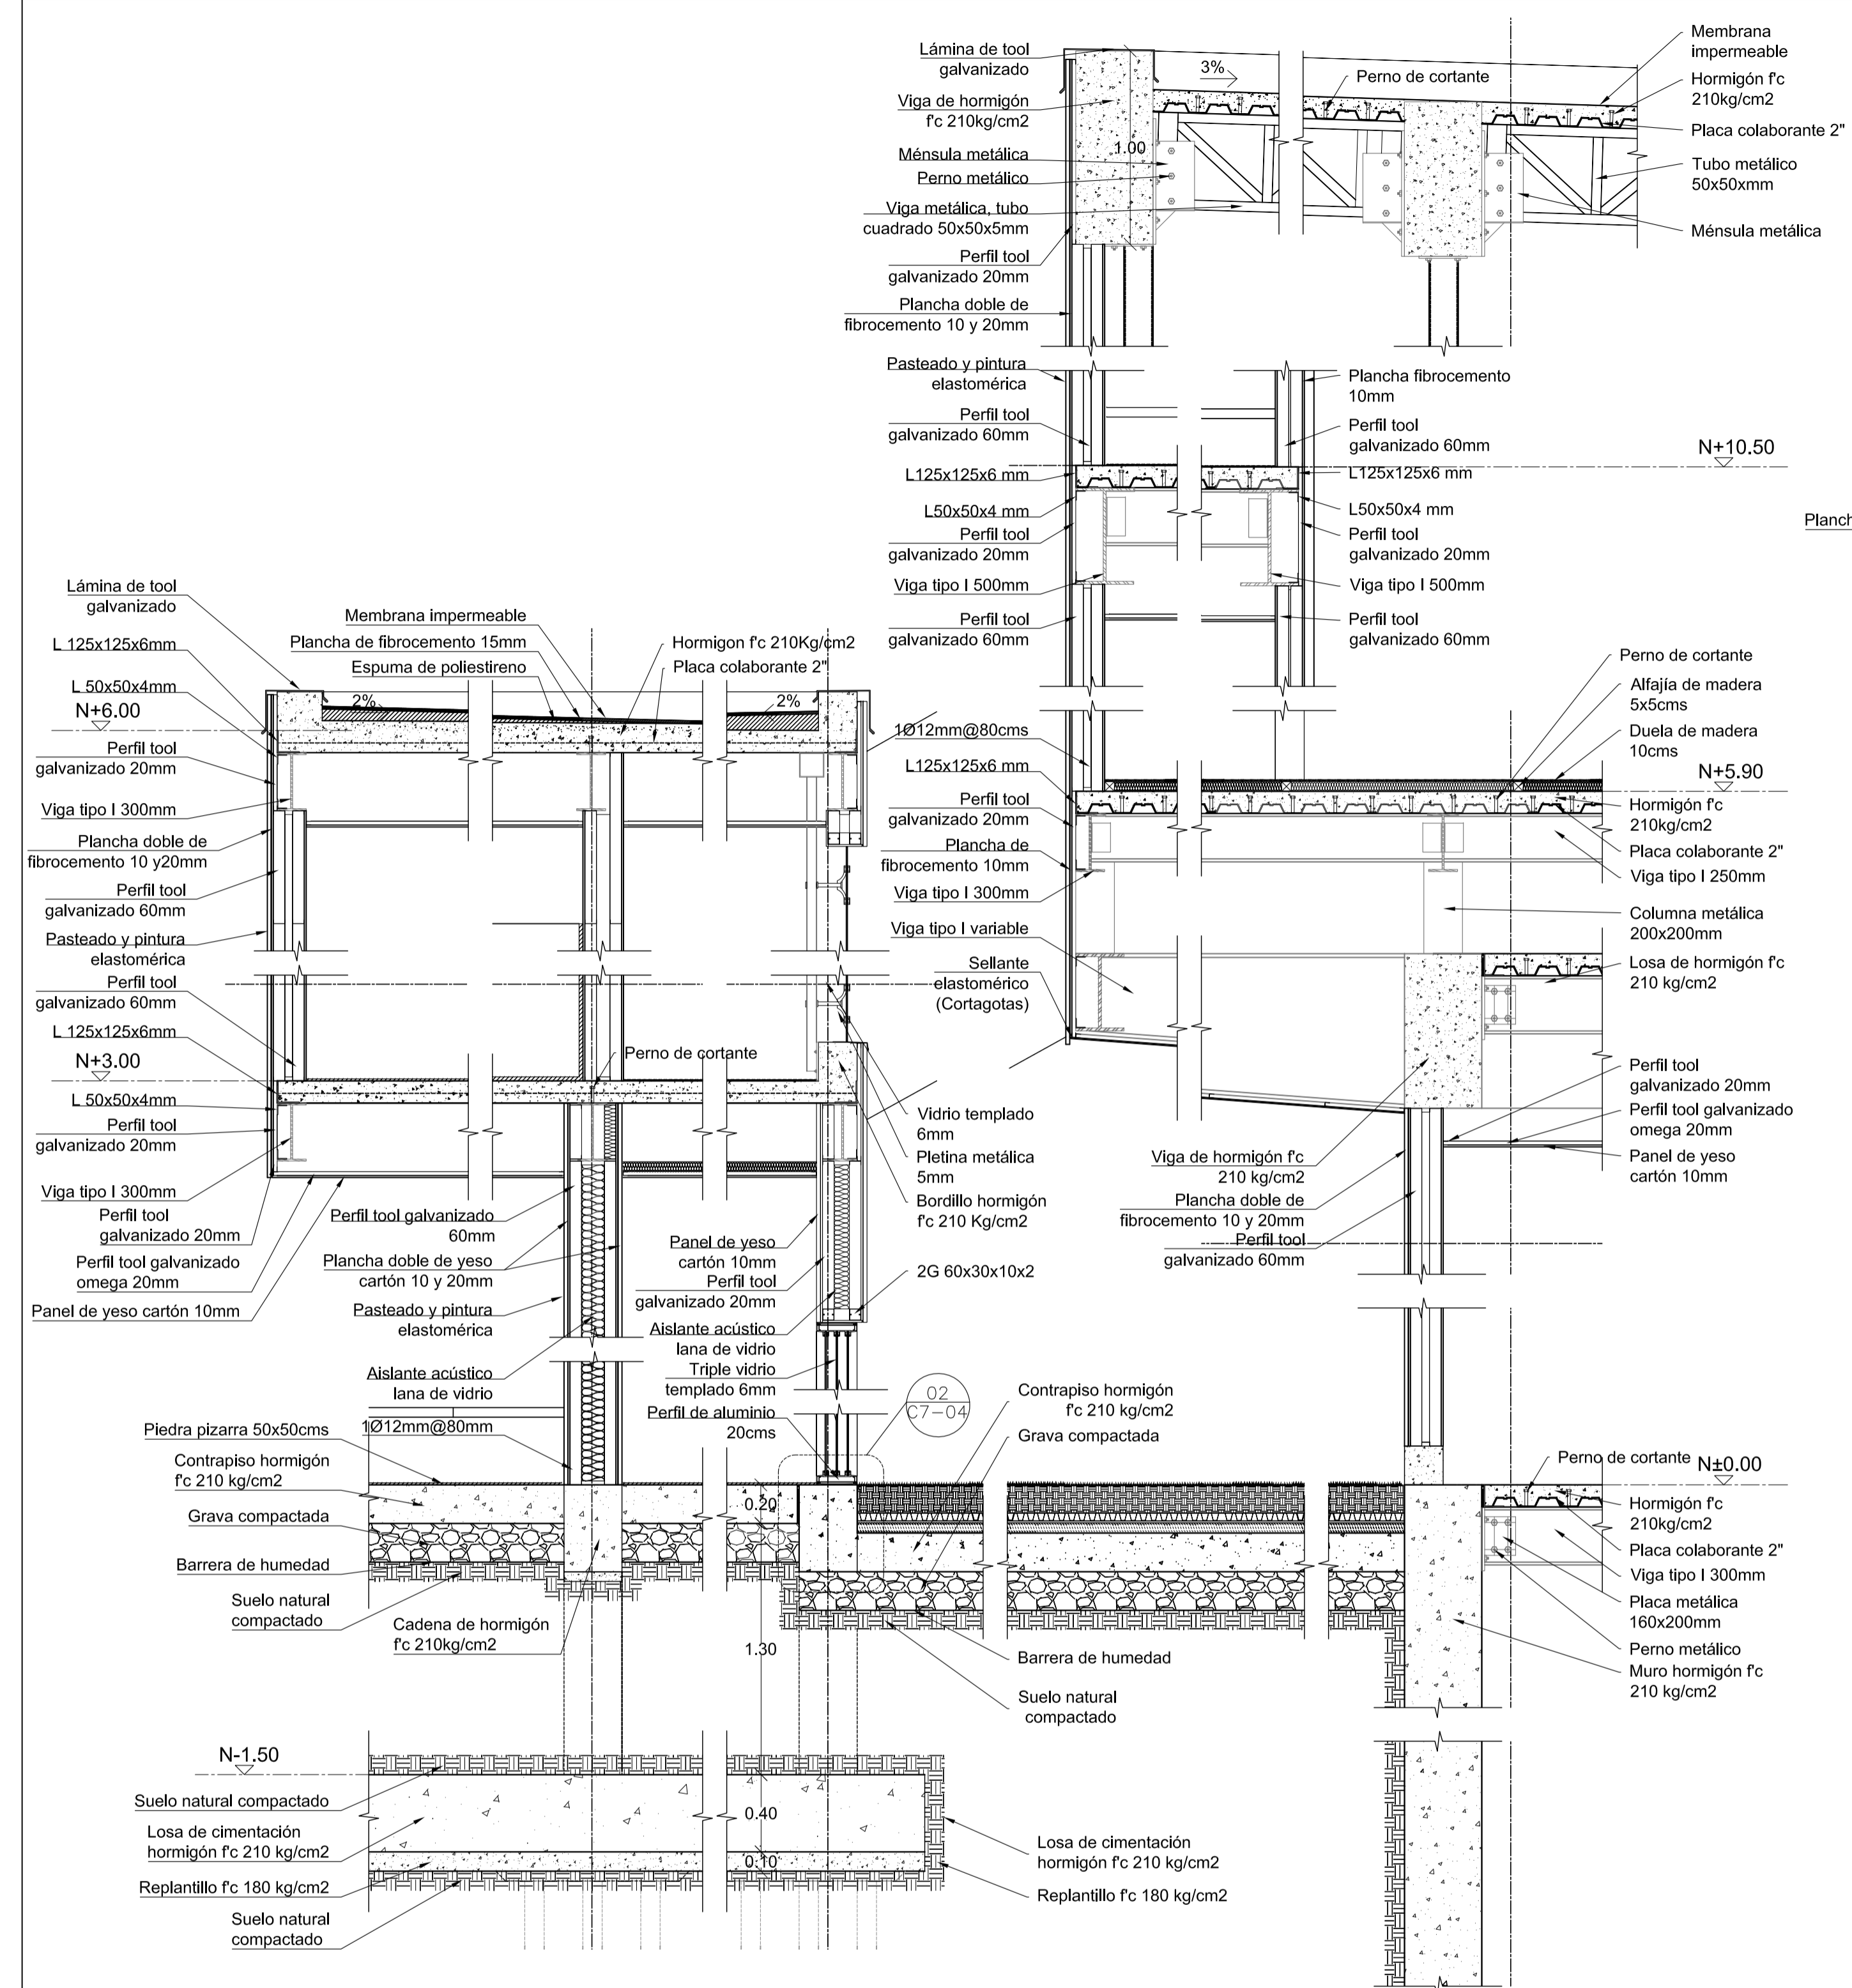 Lámina de tool
galvanizado
Viga de hormigón
f'c 210kg/cm2
Ménsula metálica
Perno metálico
Viga metálica, tubo
cuadrado 50x50x5mm
Perfil tool
galvanizado 20mm
Plancha doble de
fibrocemento 10 y 20mm
Pasteado y pintura
elastomérica
Perfil tool
galvanizado 60mm
L125x125x6 mm
L50x50x4 mm
Perfil tool
galvanizado 20mm
Viga tipo I 500mm
Perfil tool
galvanizado 60mm
3%
1.00
Perno de cortante
Membrana
impermeable
Hormigón f'c
210kg/cm2
Placa colaborante 2"
Tubo metálico
50x50xmm
Ménsula metálica
Plancha fibrocemento
10mm
Perfil tool
galvanizado 60mm
L125x125x6 mm
L50x50x4 mm
Perfil tool
galvanizado 20mm
Viga tipo I 500mm
Perfil tool
galvanizado 60mm
N+10.50
Planch
Lámina de tool
galvanizado
L 125x125x6mm
L 50x50x4mm
N+6.00
Perfil tool
galvanizado 20mm
Viga tipo I 300mm
Plancha doble de
fibrocemento 10 y20mm
Perfil tool
galvanizado 60mm
Pasteado y pintura
elastomérica
Perfil tool
galvanizado 60mm
L 125x125x6mm
N+3.00
L 50x50x4mm
Perfil tool
galvanizado 20mm
Viga tipo I 300mm
Perfil tool
galvanizado 20mm
Perfil tool galvanizado
omega 20mm
Panel de yeso cartón 10mm
Membrana impermeable
Plancha de fibrocemento 15mm
Espuma de poliestireno
Hormigon f'c 210Kg/cm2
Placa colaborante 2"
2%
2%
Perno de cortante
1Ø12mm@80cms
L125x125x6 mm
Perfil tool
galvanizado 20mm
Plancha de
fibrocemento 10mm
Viga tipo I 300mm
Viga tipo I variable
Sellante
elastomérico
(Cortagotas)
Perno de cortante
Alfajía de madera
5x5cms
Duela de madera
10cms
N+5.90
Hormigón f'c
210kg/cm2
Placa colaborante 2"
Viga tipo I 250mm
Columna metálica
200x200mm
Losa de hormigón f'c
210 kg/cm2
Perfil tool
galvanizado 20mm
Perfil tool galvanizado
omega 20mm
Panel de yeso
cartón 10mm
Vidrio templado
6mm
Pletina metálica
5mm
Bordillo hormigón
f'c 210 Kg/cm2
2G 60x30x10x2
Viga de hormigón f'c
210 kg/cm2
Plancha doble de
fibrocemento 10 y 20mm
Perfil tool
galvanizado 60mm
Perfil tool galvanizado
60mm
Plancha doble de yeso
cartón 10 y 20mm
Pasteado y pintura
elastomérica
Aislante acústico
lana de vidrio
1Ø12mm@80mm
Panel de yeso
cartón 10mm
Perfil tool
galvanizado 20mm
Aislante acústico
lana de vidrio
Triple vidrio
templado 6mm
Perfil de aluminio
20cms
02
C7-04
Contrapiso hormigón
f'c 210 kg/cm2
Grava compactada
Piedra pizarra 50x50cms
Contrapiso hormigón
f'c 210 kg/cm2
Grava compactada
Barrera de humedad
Suelo natural
compactado
Cadena de hormigón
f'c 210kg/cm2
0.20
1.30
0.40
0.10
Barrera de humedad
Suelo natural
compactado
Perno de cortante
N±0.00
Hormigón f'c
210kg/cm2
Placa colaborante 2"
Viga tipo I 300mm
Placa metálica
160x200mm
Perno metálico
Muro hormigón f'c
210 kg/cm2
N-1.50
Suelo natural compactado
Losa de cimentación
hormigón f'c 210 kg/cm2
Replantillo f'c 180 kg/cm2
Suelo natural
compactado
Losa de cimentación
hormigón f'c 210 kg/cm2
Replantillo f'c 180 kg/cm2